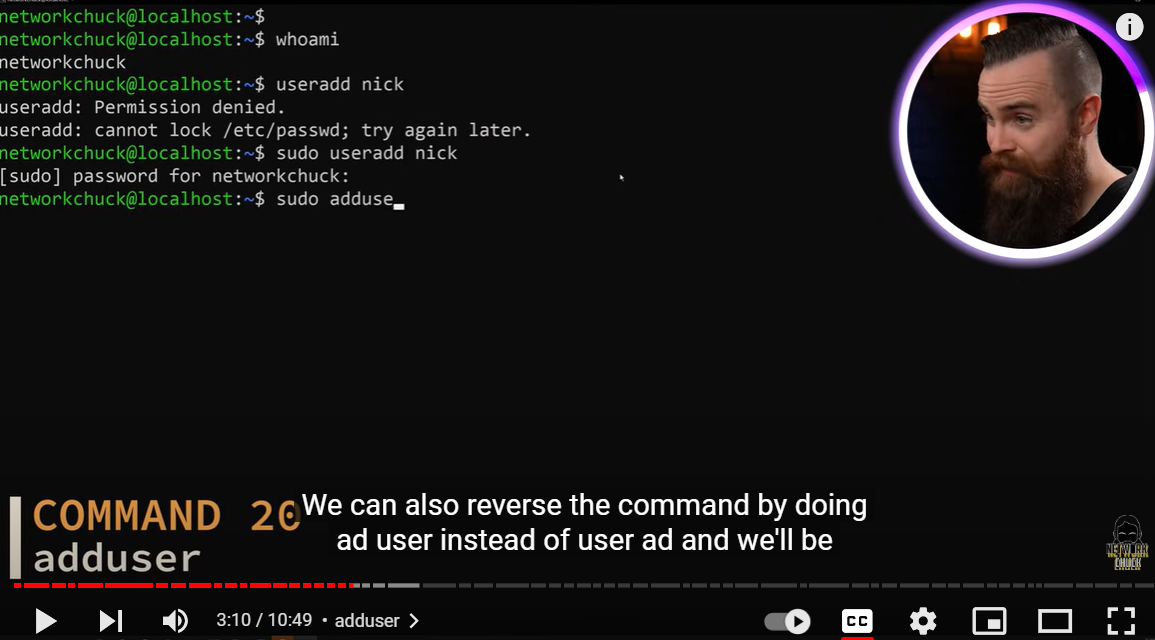 networkchuck@localhost:~$
networkchuck@localhost:~$ whoami
networkchuck
networkchuck@localhost:~$ useradd nick
useradd: Permission denied.
useradd: cannot lock /etc/passwd; try again later.
networkchuck@localhost:~$ sudo useradd nick
[sudo] password for networkchuck:
networkchuck@localhost:~$ sudo adduse
i
COMMAND 20
adduser
We can also reverse the command by doing
ad user instead of user ad and we'll be
NETWORK
CHUCK
3:10 / 10:49 • adduser >
CC